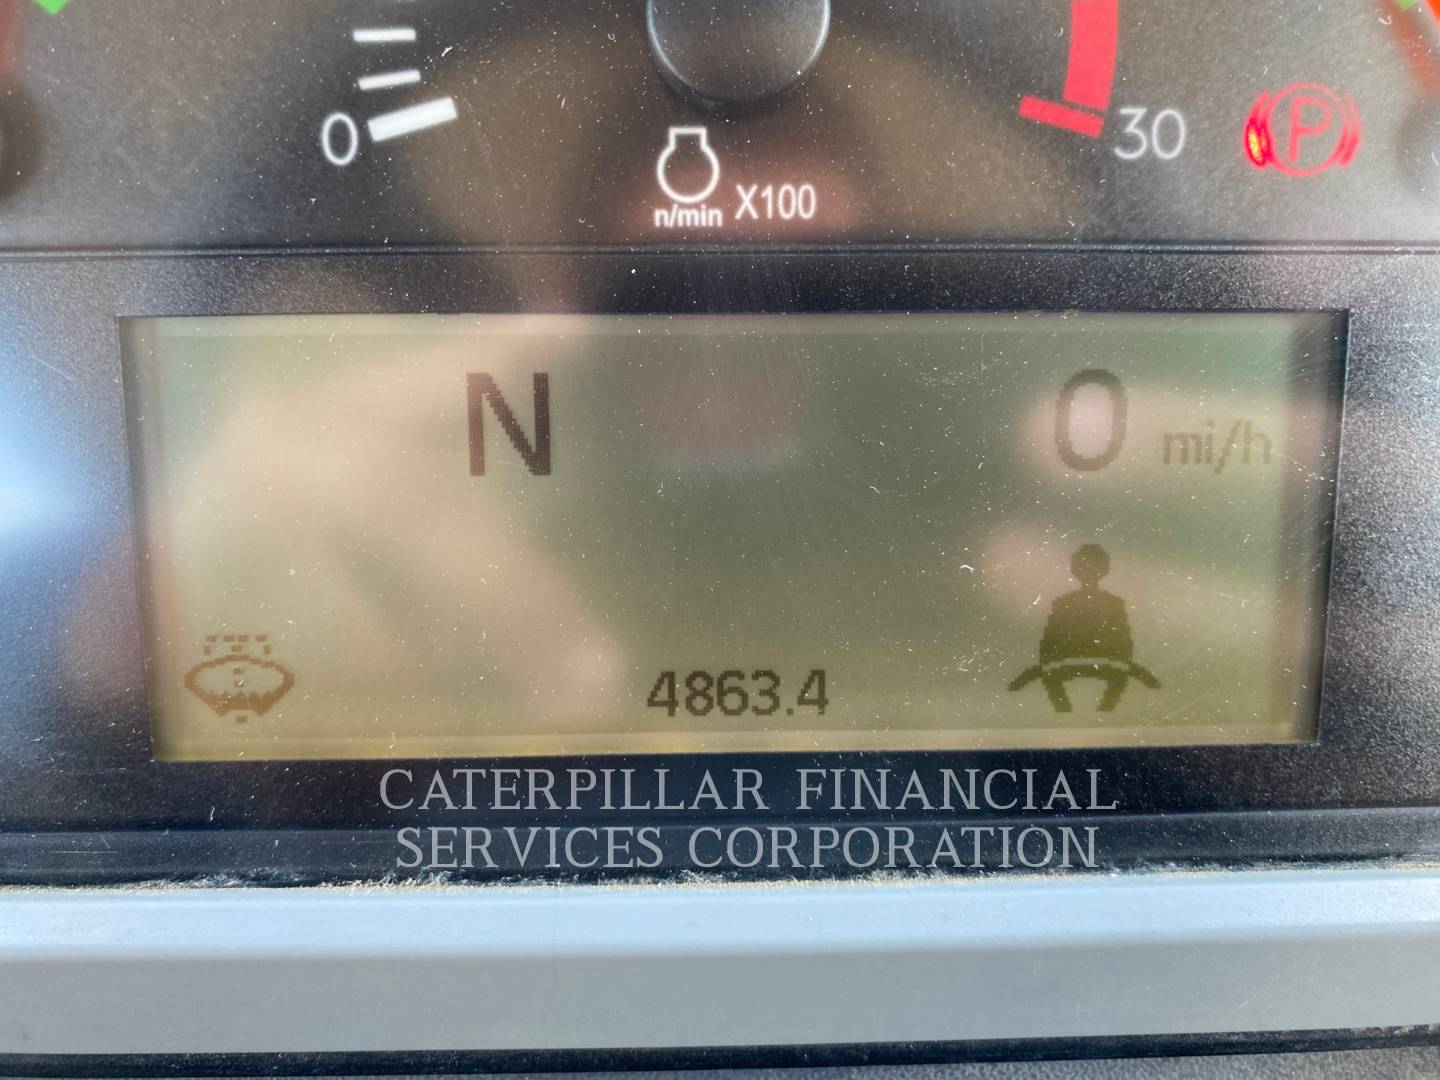 0
30
P
n/min X100
N
0 mi/h
4863.4
CATERPILLAR FINANCIAL
SERVICES CORPORATION